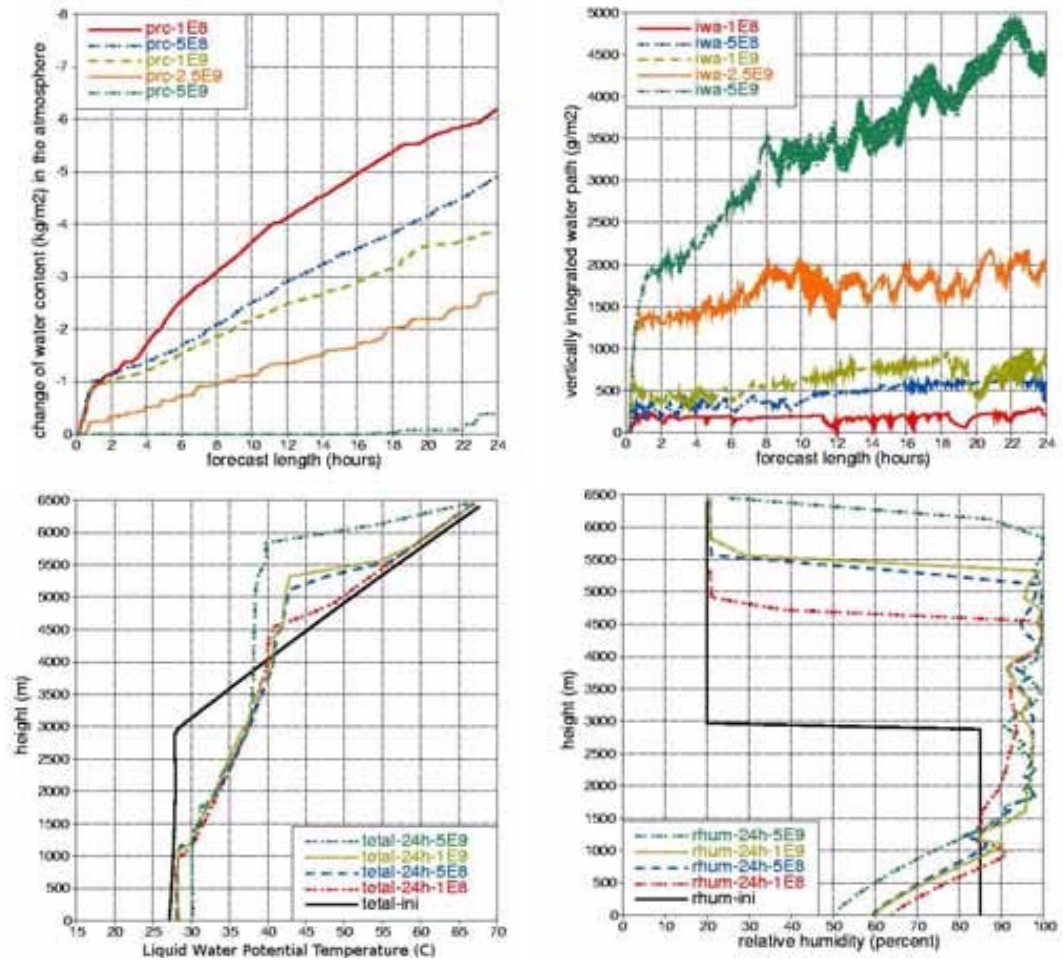 change of water content (kg/m2) in the atmosphere
-8
-7
-6
-5
-4
-3
-2
-1
0
prc-1E8
prc-5E8
prc-1E9
prc-2.5E9
prc-5E9
0 2 4 6 8 10 12 14 16 18 20 22 24
forecast length (hours)
vertically integrated water path (g/m2)
5000
4500
4000
3500
3000
2500
2000
1500
1000
500
0
iwa-1E8
iwa-5E8
iwa-1E9
iwa-2.5E9
iwa-5E9
0 2 4 6 8 10 12 14 16 18 20 22 24
forecast length (hours)
height (m)
6500
6000
5500
5000
4500
4000
3500
3000
2500
2000
1500
1000
500
0
tetal-24h-5E9
tetal-24h-1E9
tetal-24h-5E8
tetal-24h-1E8
tetal-ini
15 20 25 30 35 40 45 50 55 60 65 70
Liquid Water Potential Temperature (C)
height (m)
6500
6000
5500
5000
4500
4000
3500
3000
2500
2000
1500
1000
500
0
rhum-24h-5E9
rhum-24h-1E9
rhum-24h-5E8
rhum-24h-1E8
rhum-ini
0 10 20 30 40 50 60 70 80 90 100
relative humidity (percent)